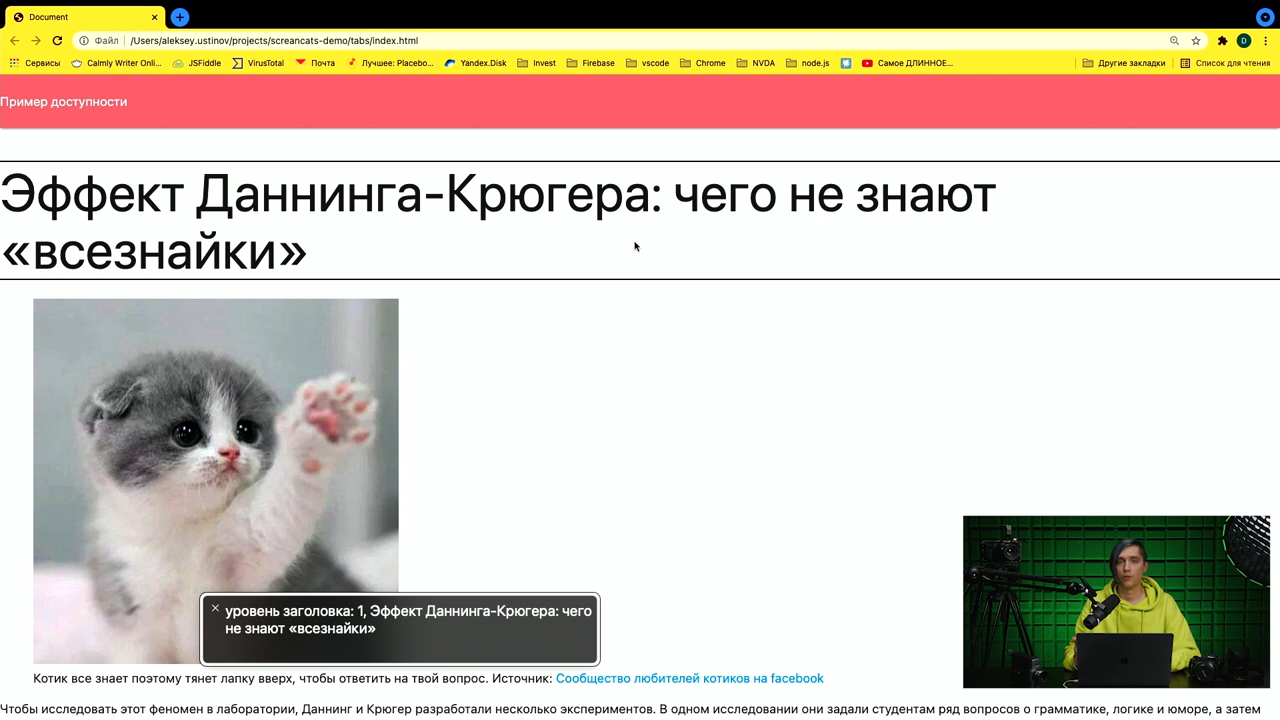 Document
Файл
/Users/aleksey.ustinov/projects/screancats-demo/tabs/index.html
D
Сервисы
Calmly Writer Onli...
JSFiddle
VirusTotal
Почта
Лучшее: Placebo...
Yandex.Disk
Invest
Firebase
vscode
Chrome
NVDA
node.js
Самое ДЛИННОЕ...
Другие закладки
Список для чтения
Пример доступности
Эффект Даннинга-Крюгера: чего не знают
«всезнайки»
уровень заголовка: 1, Эффект Даннинга-Крюгера: чего
не знают «всезнайки»
Котик все знает поэтому тянет лапку вверх, чтобы ответить на твой вопрос. Источник: Сообщество любителей котиков на facebook
Чтобы исследовать этот феномен в лаборатории, Даннинг и Крюгер разработали несколько экспериментов. В одном исследовании они задали студентам ряд вопросов о грамматике, логике и юморе, а затем